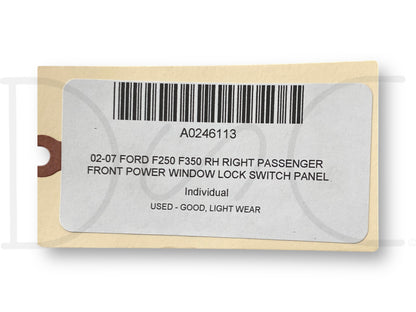 A0246113
02-07 FORD F250 F350 RH RIGHT PASSENGER
FRONT POWER WINDOW LOCK SWITCH PANEL
Individual
USED - GOOD, LIGHT WEAR